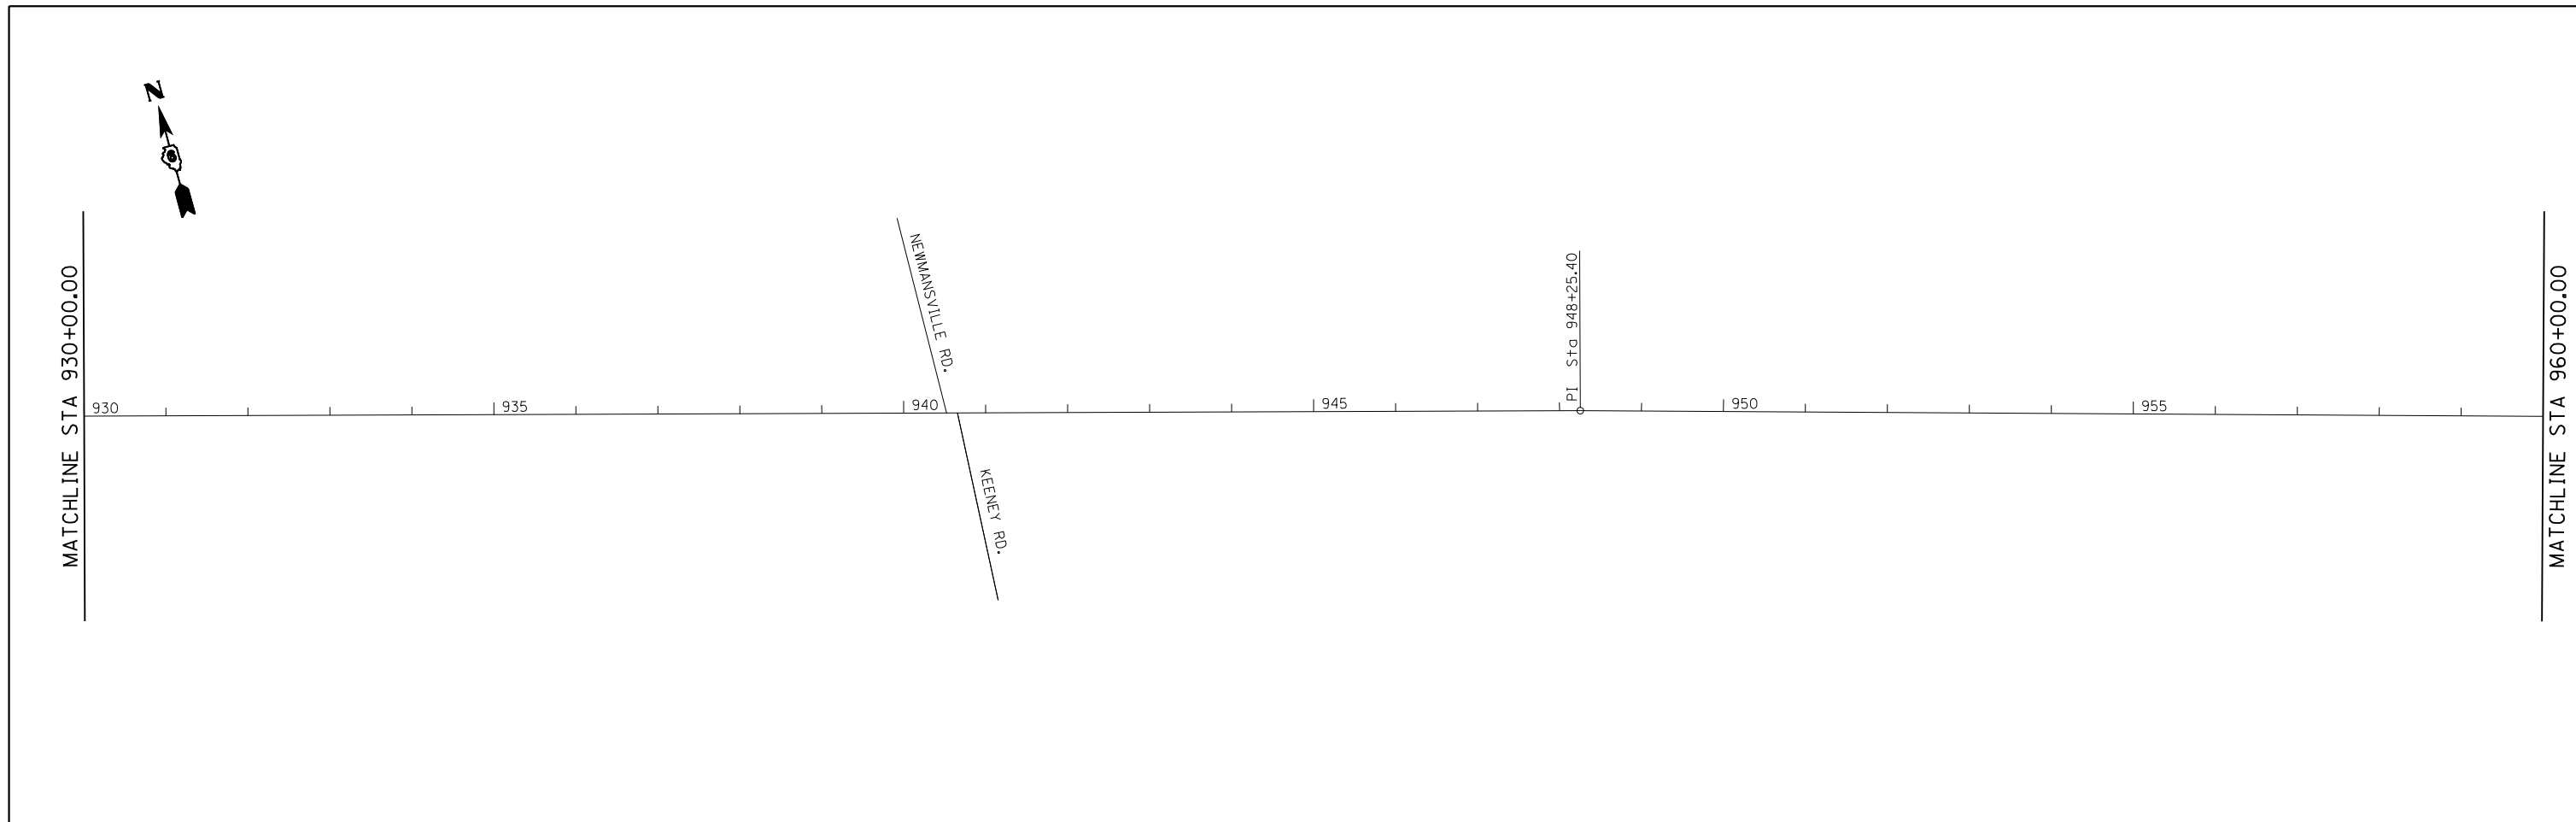 N
6
MATCHLINE STA 930+00.00
930
935
NEWMANSVILLE RD.
940
KEENEY RD.
945
PI Sta 948+25.40
950
955
MATCHLINE STA 960+00.00